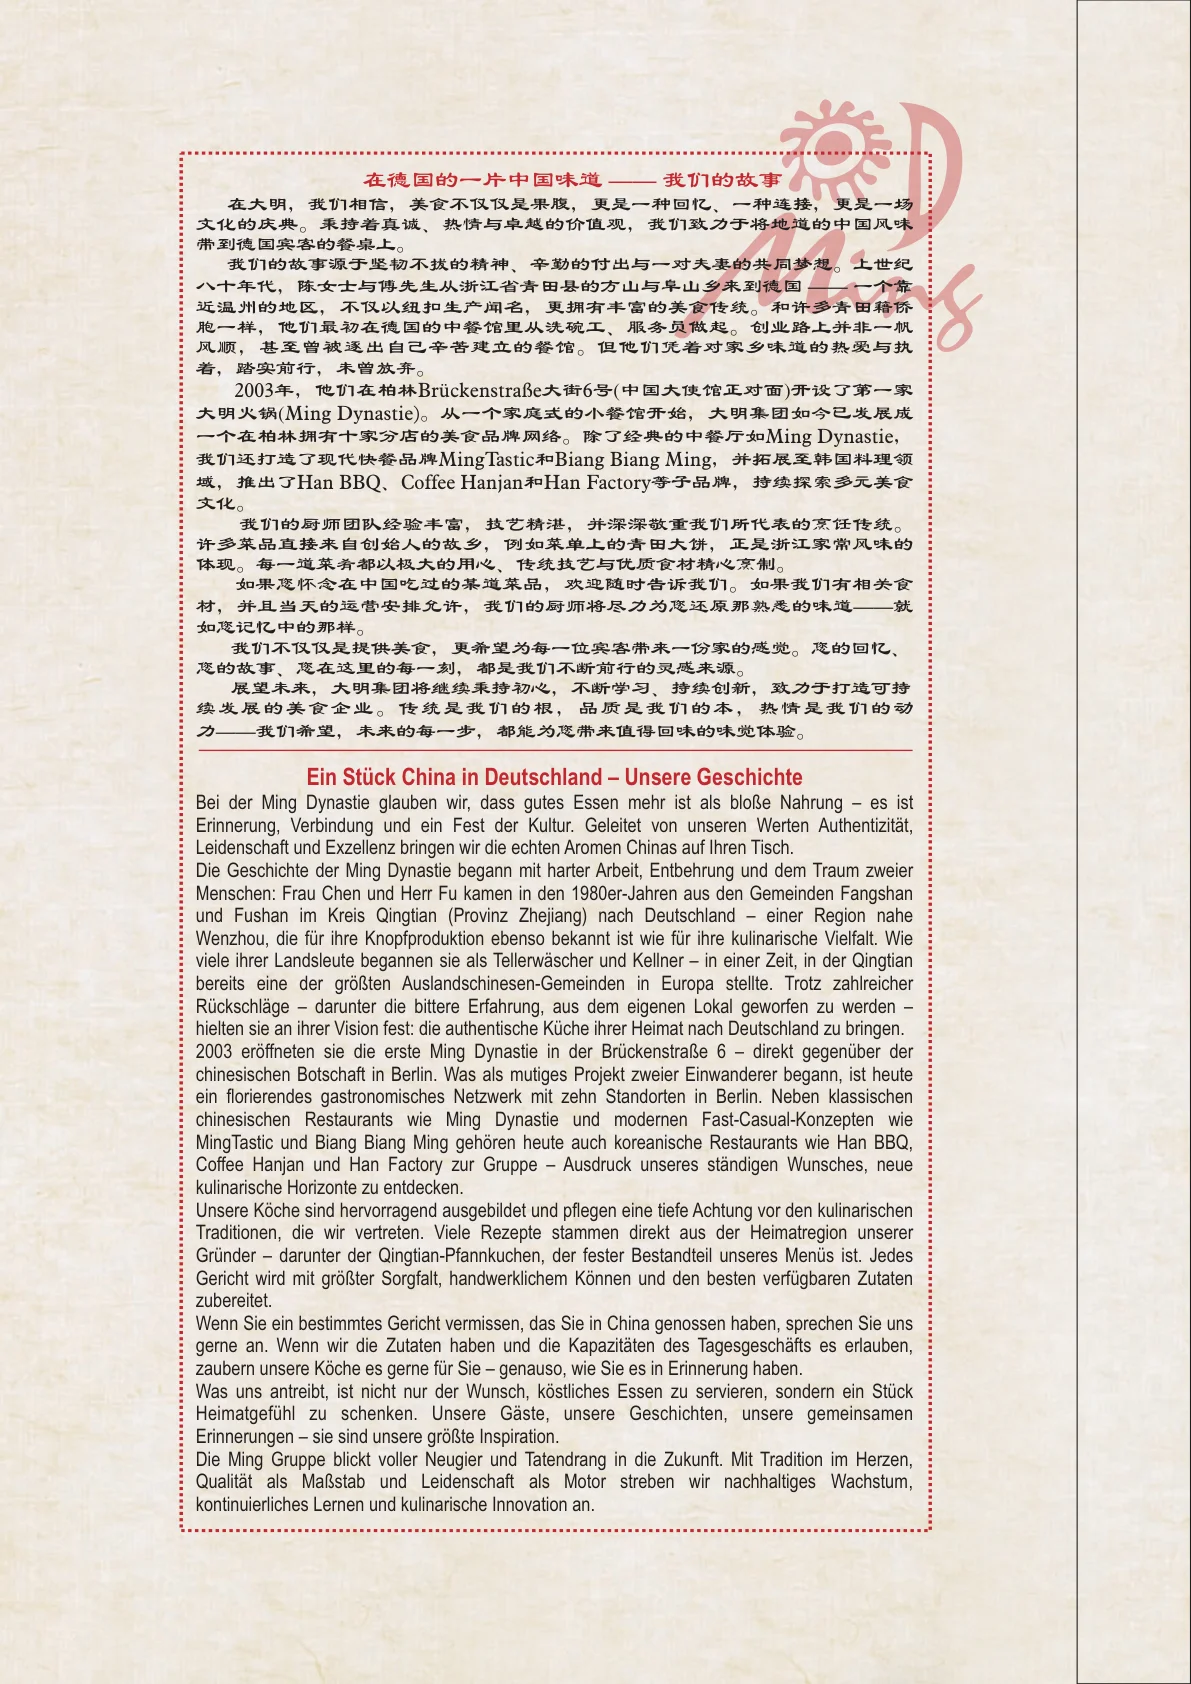 在德国的一片中国味道 —— 我们的故事
在大明，我们相信，美食不仅仅是果腹，更是一种回忆、一种连接，更是一场
文化的庆典。秉持着真诚、热情与卓越的价值观，我们致力于将地道的中国风味
带到德国宾客的餐桌上。
我们的故事源于坚韧不拔的精神、辛勤的付出与一对夫妻的共同梦想。上世纪
八十年代，陈女士与傅先生从浙江省青田县的方山与阜山乡来到德国 —— 一个靠
近温州的地区，不仅以纽扣生产闻名，更拥有丰富的美食传统。和许多青田籍侨
胞一样，他们最初在德国的中餐馆里从洗碗工、服务员做起。创业路上并非一帆
风顺，甚至曾被逐出自己辛苦建立的餐馆。但他们凭着对家乡味道的热爱与执
着，踏实前行，未曾放弃。
2003年，他们在柏林Brückenstraße大街6号(中国大使馆正对面)开设了第一家
大明火锅(Ming Dynastie)。从一个家庭式的小餐馆开始，大明集团如今已发展成
一个在柏林拥有十家分店的美食品牌网络。除了经典的中餐厅如Ming Dynastie，
我们还打造了现代快餐品牌MingTastic和Biang Biang Ming，并拓展至韩国料理领
域，推出了Han BBQ、Coffee Hanjan和Han Factory等子品牌，持续探索多元美食
文化。
我们的厨师团队经验丰富，技艺精湛，并深深敬重我们所代表的烹饪传统。
许多菜品直接来自创始人的故乡，例如菜单上的青田大饼，正是浙江家常风味的
体现。每一道菜肴都以极大的用心、传统技艺与优质食材精心烹制。
如果您怀念在中国吃过的某道菜品，欢迎随时告诉我们。如果我们有相关食
材，并且当天的运营安排允许，我们的厨师将尽力为您还原那熟悉的味道——就
如您记忆中的那样。
我们不仅仅是提供美食，更希望为每一位宾客带来一份家的感觉。您的回忆、
您的故事、您在这里的每一刻，都是我们不断前行的灵感来源。
展望未来，大明集团将继续秉持初心，不断学习、持续创新，致力于打造可持
续发展的美食企业。传统是我们的根，品质是我们的本，热情是我们的动
力——我们希望，未来的每一步，都能为您带来值得回味的味觉体验。
Ming
Ein Stück China in Deutschland – Unsere Geschichte
Bei der Ming Dynastie glauben wir, dass gutes Essen mehr ist als bloße Nahrung – es ist
Erinnerung, Verbindung und ein Fest der Kultur. Geleitet von unseren Werten Authentizität,
Leidenschaft und Exzellenz bringen wir die echten Aromen Chinas auf Ihren Tisch.
Die Geschichte der Ming Dynastie begann mit harter Arbeit, Entbehrung und dem Traum zweier
Menschen: Frau Chen und Herr Fu kamen in den 1980er-Jahren aus den Gemeinden Fangshan
und Fushan im Kreis Qingtian (Provinz Zhejiang) nach Deutschland – einer Region nahe
Wenzhou, die für ihre Knopfproduktion ebenso bekannt ist wie für ihre kulinarische Vielfalt. Wie
viele ihrer Landsleute begannen sie als Tellerwäscher und Kellner – in einer Zeit, in der Qingtian
bereits eine der größten Auslandschinesen-Gemeinden in Europa stellte. Trotz zahlreicher
Rückschläge – darunter die bittere Erfahrung, aus dem eigenen Lokal geworfen zu werden –
hielten sie an ihrer Vision fest: die authentische Küche ihrer Heimat nach Deutschland zu bringen.
2003 eröffneten sie die erste Ming Dynastie in der Brückenstraße 6 – direkt gegenüber der
chinesischen Botschaft in Berlin. Was als mutiges Projekt zweier Einwanderer begann, ist heute
ein florierendes gastronomisches Netzwerk mit zehn Standorten in Berlin. Neben klassischen
chinesischen Restaurants wie Ming Dynastie und modernen Fast-Casual-Konzepten wie
MingTastic und Biang Biang Ming gehören heute auch koreanische Restaurants wie Han BBQ,
Coffee Hanjan und Han Factory zur Gruppe – Ausdruck unseres ständigen Wunsches, neue
kulinarische Horizonte zu entdecken.
Unsere Köche sind hervorragend ausgebildet und pflegen eine tiefe Achtung vor den kulinarischen
Traditionen, die wir vertreten. Viele Rezepte stammen direkt aus der Heimatregion unserer
Gründer – darunter der Qingtian-Pfannkuchen, der fester Bestandteil unseres Menüs ist. Jedes
Gericht wird mit größter Sorgfalt, handwerklichem Können und den besten verfügbaren Zutaten
zubereitet.
Wenn Sie ein bestimmtes Gericht vermissen, das Sie in China genossen haben, sprechen Sie uns
gerne an. Wenn wir die Zutaten haben und die Kapazitäten des Tagesgeschäfts es erlauben,
zaubern unsere Köche es gerne für Sie – genauso, wie Sie es in Erinnerung haben.
Was uns antreibt, ist nicht nur der Wunsch, köstliches Essen zu servieren, sondern ein Stück
Heimatgefühl zu schenken. Unsere Gäste, unsere Geschichten, unsere gemeinsamen
Erinnerungen – sie sind unsere größte Inspiration.
Die Ming Gruppe blickt voller Neugier und Tatendrang in die Zukunft. Mit Tradition im Herzen,
Qualität als Maßstab und Leidenschaft als Motor streben wir nachhaltiges Wachstum,
kontinuierliches Lernen und kulinarische Innovation an.